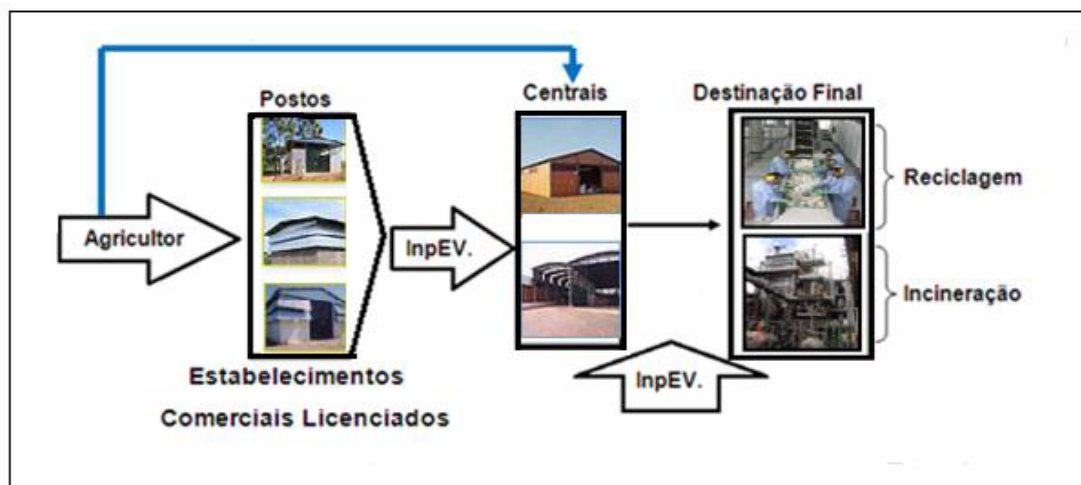 Postos
Centrais
Destinação Final
Agricultor
InpEV.
Reciclagem
Incineração
InpEV.
Estabelecimentos
Comerciais Licenciados